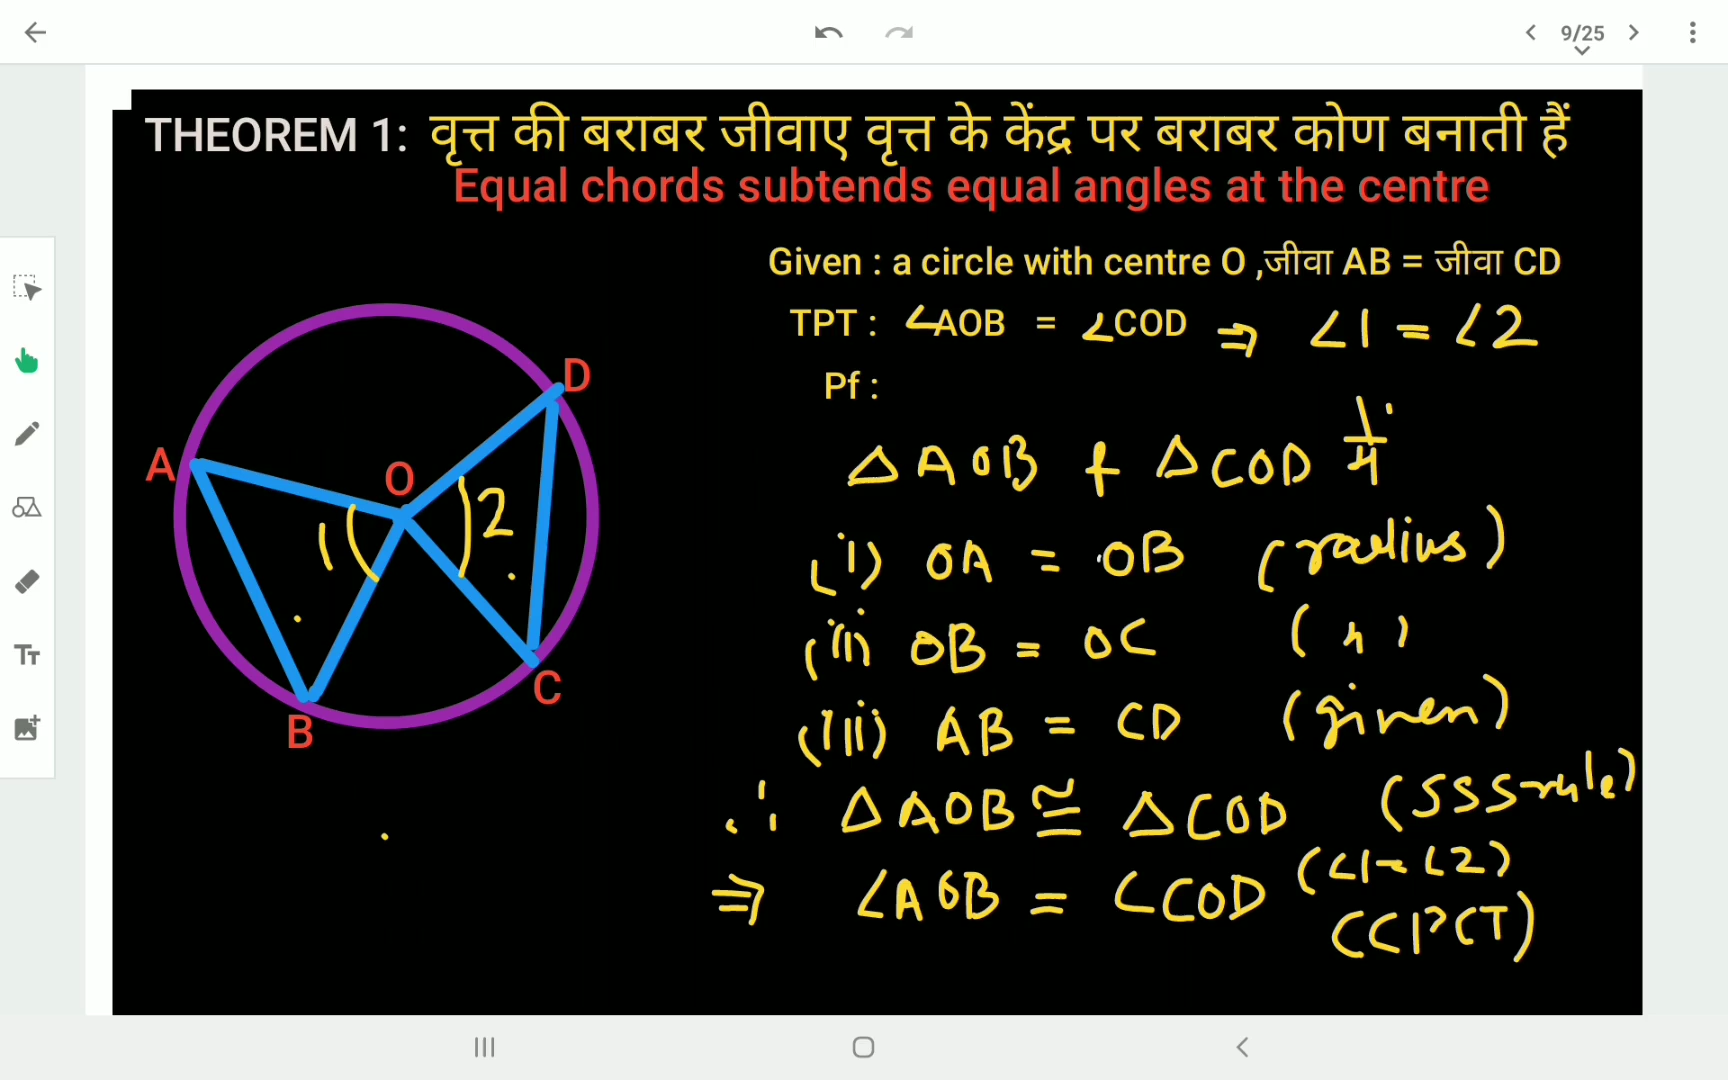 9/25
THEOREM 1: वृत्त की बराबर जीवाए वृत्त के केंद्र पर बराबर कोण बनाती हैं
Equal chords subtends equal angles at the centre
Given : a circle with centre O ,जीवा AB = जीवा CD
TPT : ∠AOB = ∠COD ⇒ ∠1 = ∠2
Pf :
△AOB & △COD
(i) OA = OB (radius)
(ii) OB = OC (")
(iii) AB = CD (given)
∴ △AOB ≅ △COD (SSS rule)
⇒ ∠AOB = ∠COD (∠1=∠2)
(CPCT)
A
B
C
D
O
1
2
Tт